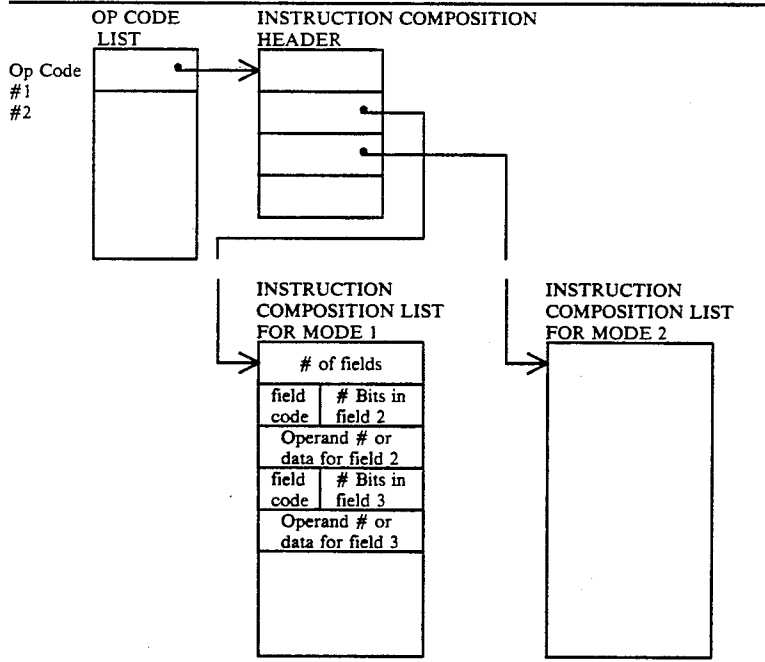 OP CODE
LIST
INSTRUCTION COMPOSITION
HEADER
Op Code
#1
#2
INSTRUCTION
COMPOSITION LIST
FOR MODE 1
# of fields
field
code
# Bits in
field 2
Operand # or
data for field 2
field
code
# Bits in
field 3
Operand # or
data for field 3
INSTRUCTION
COMPOSITION LIST
FOR MODE 2